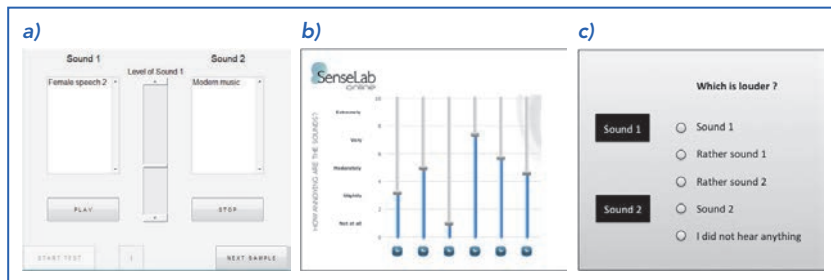 a)
Sound 1
Sound 2
Level of Sound 1
Female speech 2
Modern music
PLAY
STOP
START TEST
1
NEXT SAMPLE
b)
SenseLab
online
HOW ANNOYING ARE THE SOUNDS?
10
Extremely
8
Very
6
Moderately
4
Slightly
2
Not at all
0
c)
Which is louder ?
Sound 1
Sound 1
Rather sound 1
Rather sound 2
Sound 2
Sound 2
I did not hear anything